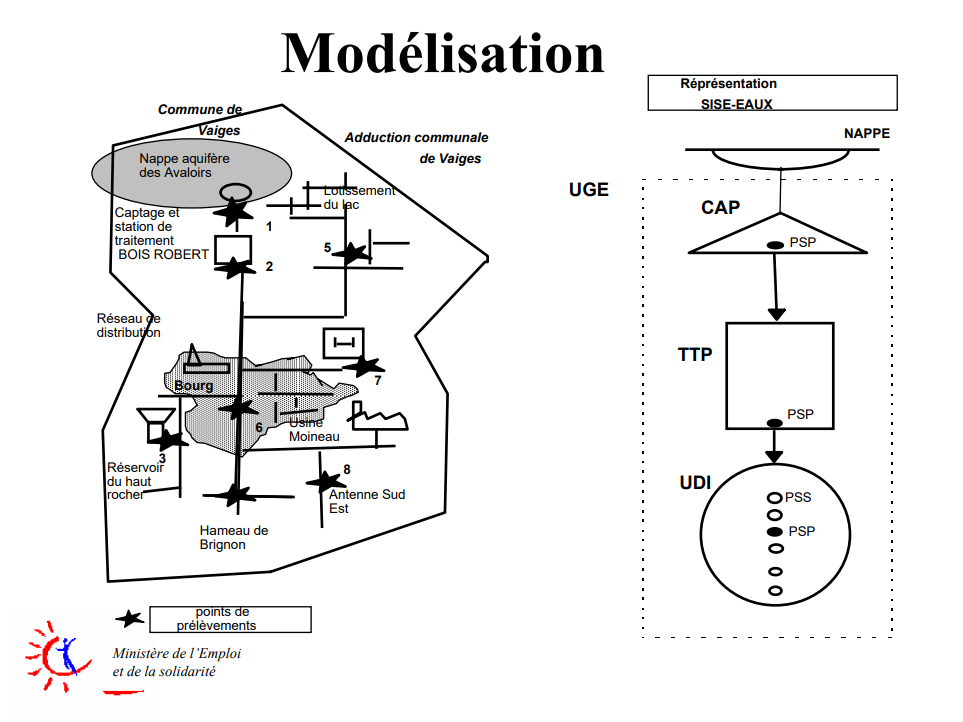 Modélisation
Réprésentation
SISE-EAUX
Commune de
Vaiges
Adduction communale
de Vaiges
NAPPE
Nappe aquifère
des Avaloirs
Lotissement
du lac
UGE
CAP
Captage et
station de
traitement
BOIS ROBERT
1
5
2
PSP
Réseau de
distribution
TTP
7
Bourg
PSP
6
Usine
Moineau
3
Réservoir
du haut
rocher
8
Antenne Sud
Est
UDI
PSS
PSP
Hameau de
Brignon
points de
prélèvements
Ministère de l’Emploi
et de la solidarité